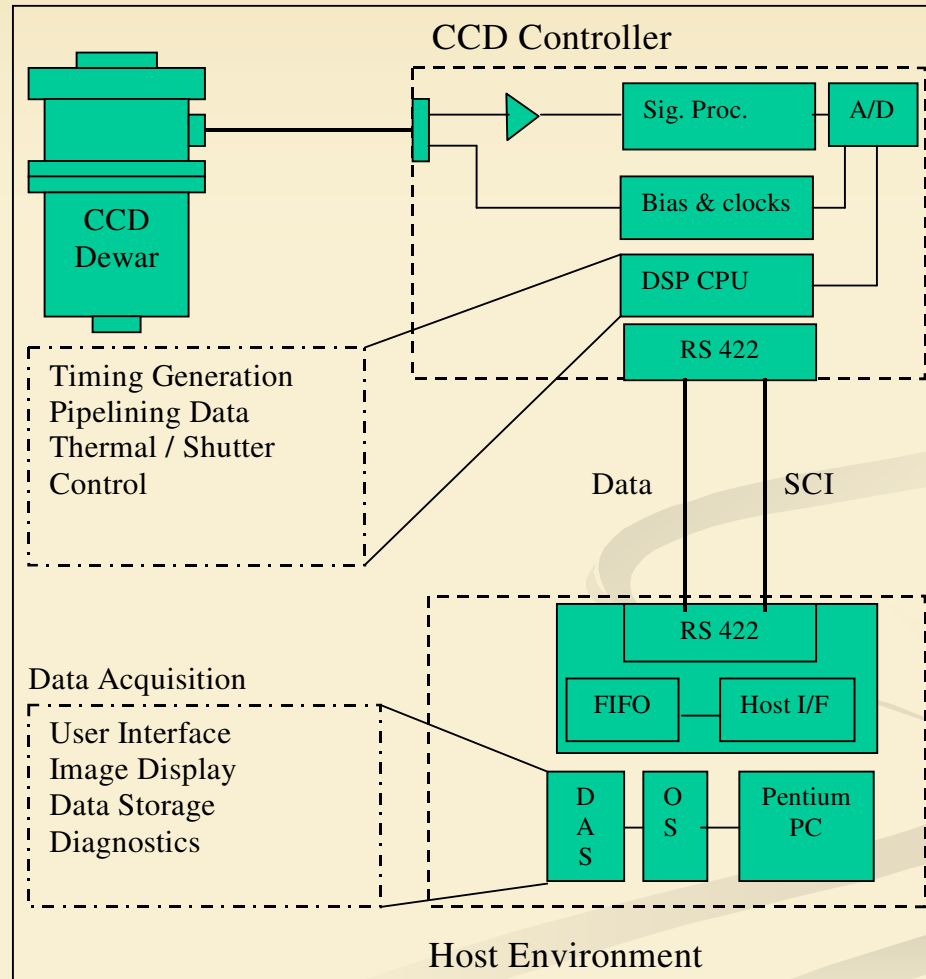 CCD Controller
Sig. Proc.
A/D
Bias & clocks
CCD
Dewar
DSP CPU
RS 422
Timing Generation
Pipelining Data
Thermal / Shutter
Control
Data
SCI
RS 422
Data Acquisition
FIFO
Host I/F
User Interface
Image Display
Data Storage
Diagnostics
D
A
S
O
S
Pentium
PC
Host Environment